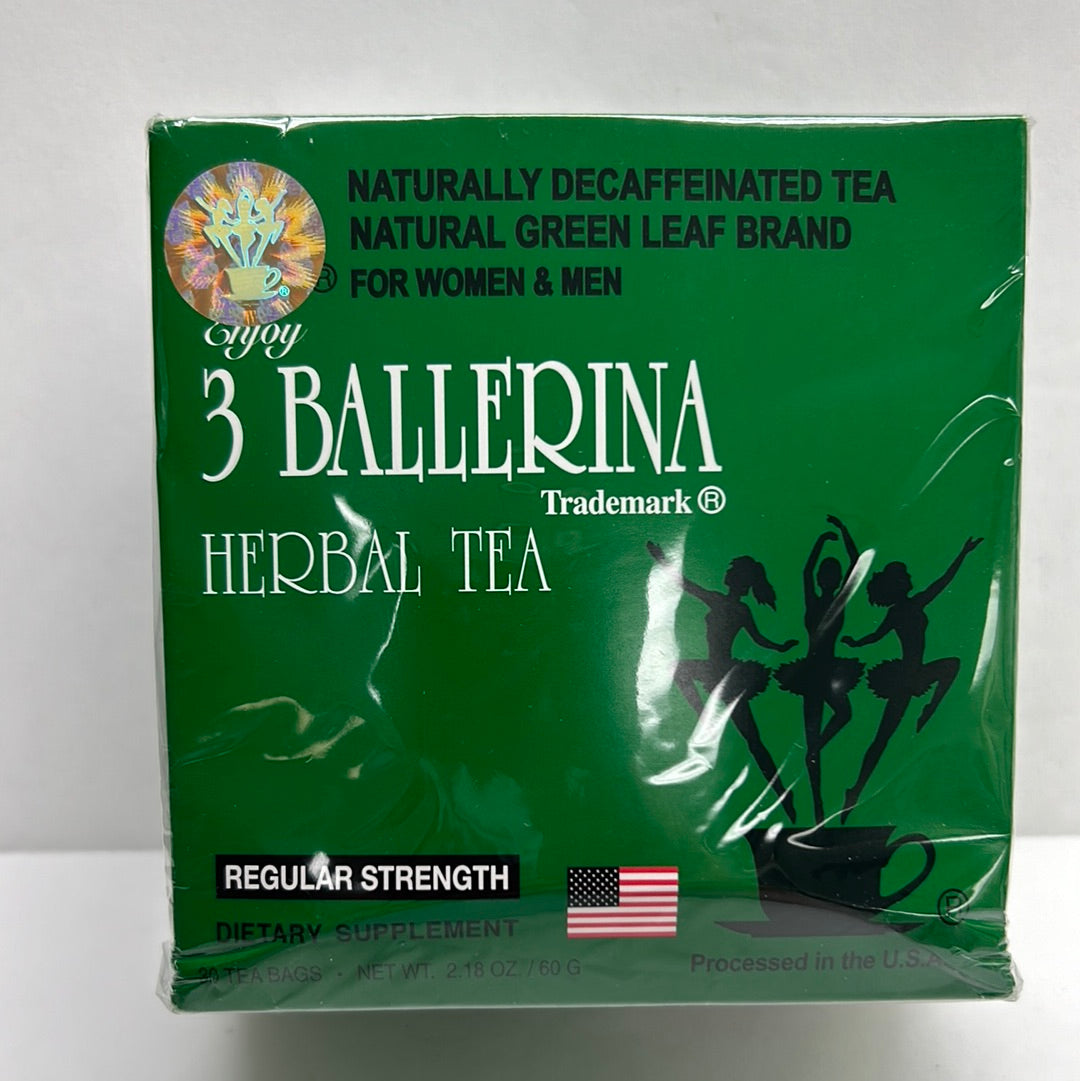 NATURALLY DECAFFEINATED TEA
NATURAL GREEN LEAF BRAND
® FOR WOMEN & MEN
Enjoy
3 BALLERINA
Trademark ®
HERBAL TEA
REGULAR STRENGTH
DIETARY SUPPLEMENT
30 TEA BAGS · NET WT. 2.18 OZ. / 60 G
Processed in the U.S.A.
®